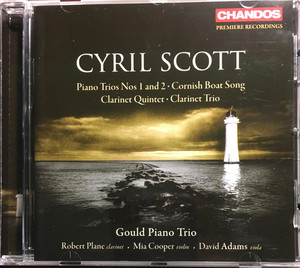 CHANDOS
PREMIERE RECORDINGS
CYRIL SCOTT
Piano Trios Nos 1 and 2 · Cornish Boat Song
Clarinet Quintet · Clarinet Trio
Gould Piano Trio
Robert Plane clarinet · Mia Cooper violin · David Adams viola